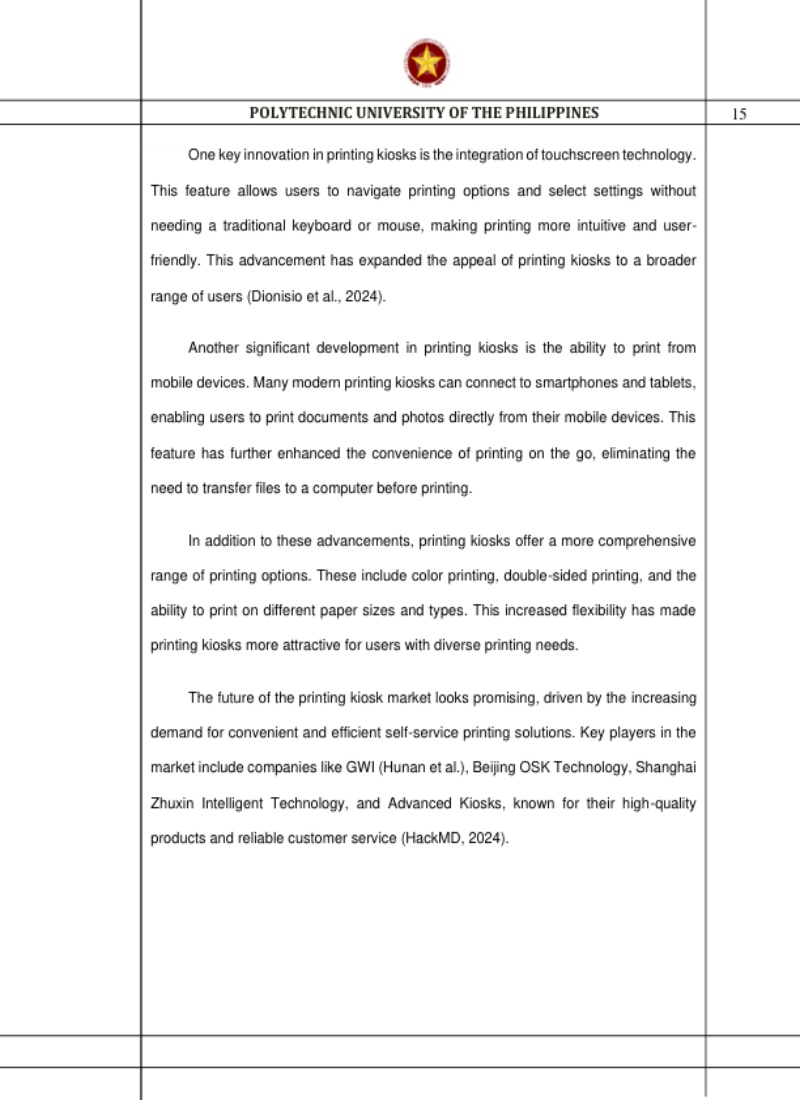 POLYTECHNIC UNIVERSITY OF THE PHILIPPINES
15
One key innovation in printing kiosks is the integration of touchscreen technology.
This feature allows users to navigate printing options and select settings without
needing a traditional keyboard or mouse, making printing more intuitive and user-
friendly. This advancement has expanded the appeal of printing kiosks to a broader
range of users (Dionisio et al., 2024).
Another significant development in printing kiosks is the ability to print from
mobile devices. Many modern printing kiosks can connect to smartphones and tablets,
enabling users to print documents and photos directly from their mobile devices. This
feature has further enhanced the convenience of printing on the go, eliminating the
need to transfer files to a computer before printing.
In addition to these advancements, printing kiosks offer a more comprehensive
range of printing options. These include color printing, double-sided printing, and the
ability to print on different paper sizes and types. This increased flexibility has made
printing kiosks more attractive for users with diverse printing needs.
The future of the printing kiosk market looks promising, driven by the increasing
demand for convenient and efficient self-service printing solutions. Key players in the
market include companies like GWI (Hunan et al.), Beijing OSK Technology, Shanghai
Zhuxin Intelligent Technology, and Advanced Kiosks, known for their high-quality
products and reliable customer service (HackMD, 2024).